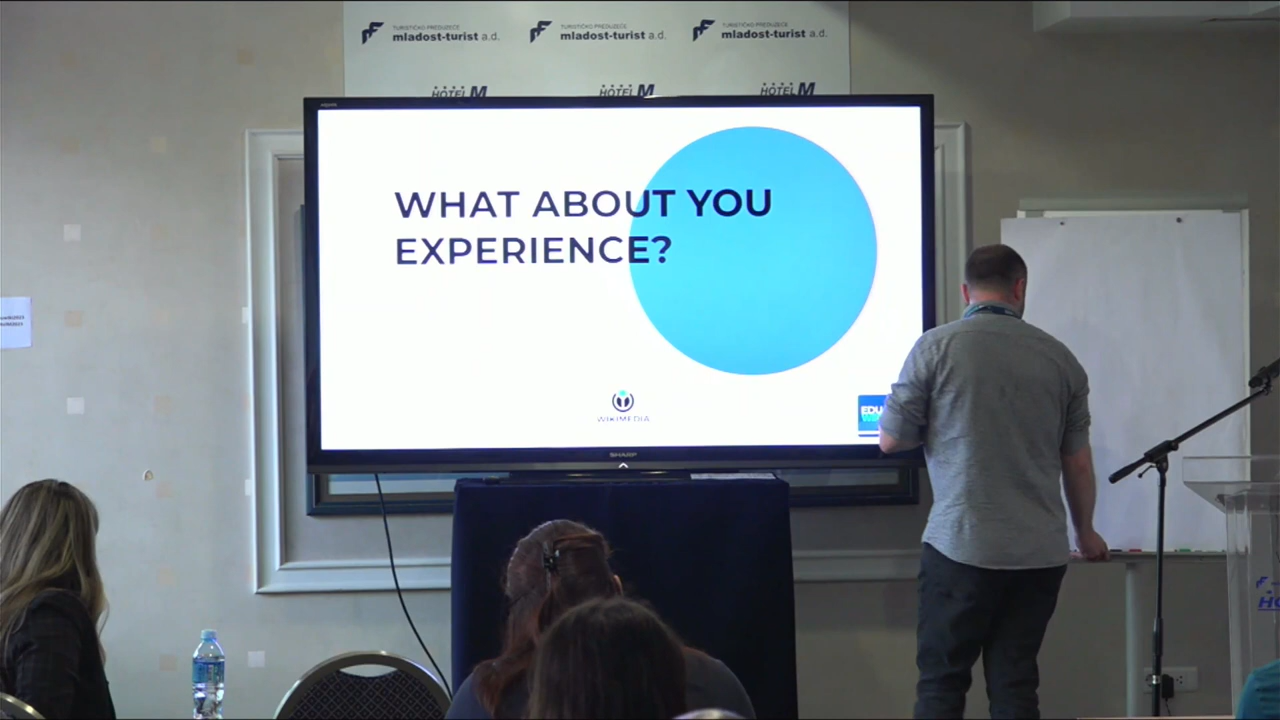 TURISTIČKO PREDUZEĆE TURISTIČKO PREDUZEĆE TURISTIČKO PREDUZEĆE
mladost-turist a.d. mladost-turist a.d. mladost-turist a.d.
HOTEL M HOTEL M HOTEL M
WHAT ABOUT YOU
EXPERIENCE?
WIKIMEDIA
EDU
SHARP